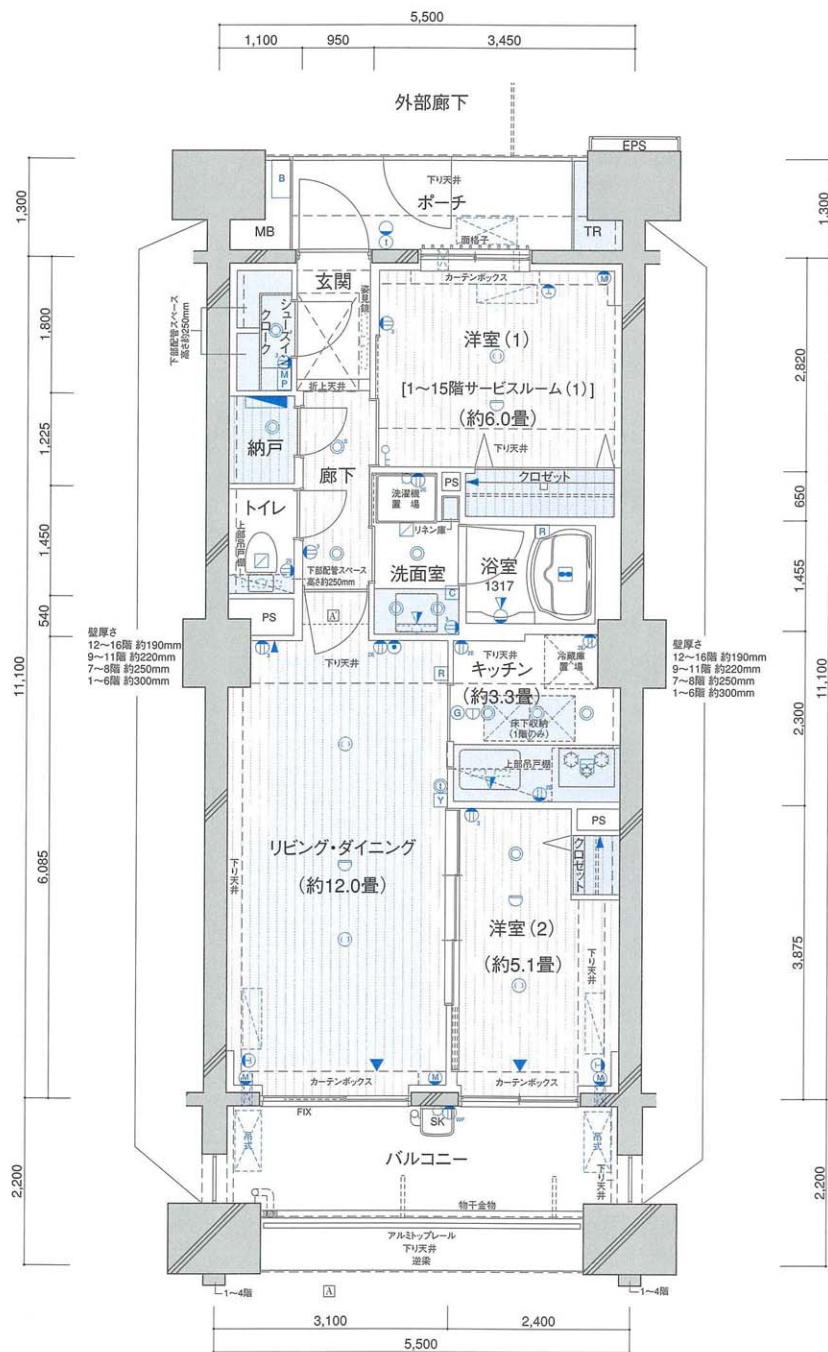 5,500
1,100
950
3,450
外部廊下
EPS
1,300
1,300
B
下り天井
ポーチ
MB
TR
面格子
カーテンボックス
M
玄関
姿見鏡
シューズイン
クローク
下部配管スペース
高さ約250mm
MP
折上天井
洋室(1)
[1~15階サービスルーム(1)]
(約6.0畳)
下り天井
1,800
2,820
納戸
廊下
1,225
クロゼット
PS
洗濯機
置場
リネン庫
650
トイレ
上部吊戸棚
下部配管スペース
高さ約250mm
洗面室
浴室
1317
R
C
1,450
1,455
PS
A
540
壁厚さ
12~16階 約190mm
9~11階 約220mm
7~8階 約250mm
1~6階 約300mm
壁厚さ
12~16階 約190mm
9~11階 約220mm
7~8階 約250mm
1~6階 約300mm
11,100
11,100
下り天井
下り天井
キッチン
(約3.3畳)
冷蔵庫
置場
R
G
床下収納
(1階のみ)
2,300
上部吊戸棚
Y
PS
クロゼット
リビング・ダイニング
(約12.0畳)
下り天井
6,085
洋室(2)
(約5.1畳)
下り天井
3,875
M
カーテンボックス
M
カーテンボックス
M
FIX
SK
吊式
吊式
バルコニー
下り天井
2,200
2,200
物干金物
アルミトップレール
下り天井
逆梁
1~4階
A
1~4階
3,100
2,400
5,500